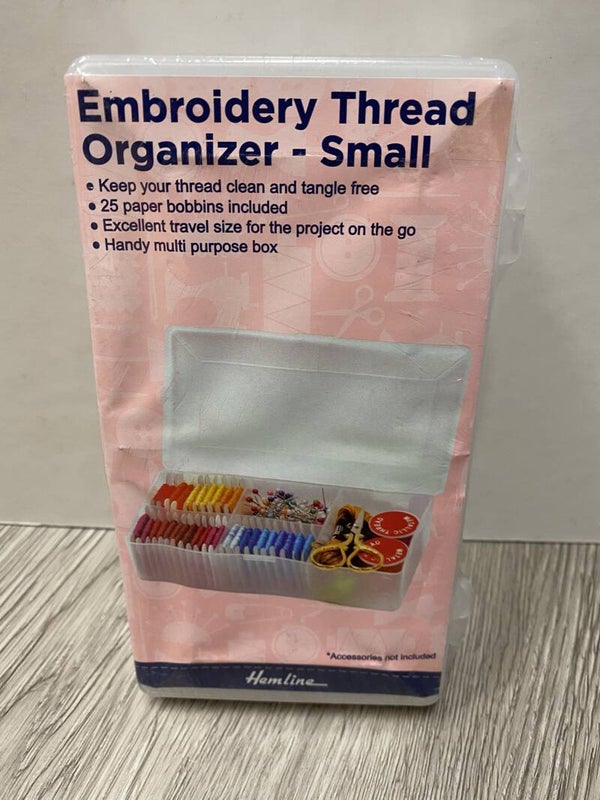 Embroidery Thread
Organizer - Small
• Keep your thread clean and tangle free
• 25 paper bobbins included
• Excellent travel size for the project on the go
• Handy multi purpose box
*Accessories not included
Hemline